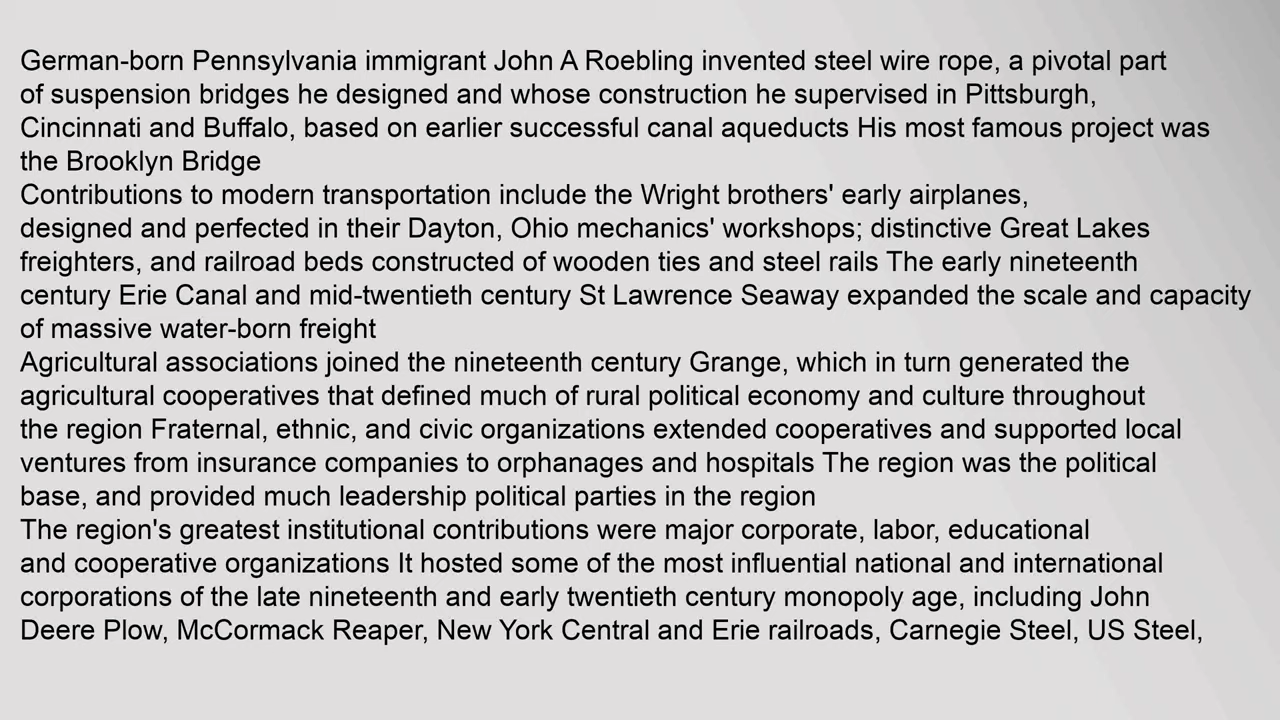 German-born Pennsylvania immigrant John A Roebling invented steel wire rope, a pivotal part
of suspension bridges he designed and whose construction he supervised in Pittsburgh,
Cincinnati and Buffalo, based on earlier successful canal aqueducts His most famous project was
the Brooklyn Bridge
Contributions to modern transportation include the Wright brothers' early airplanes,
designed and perfected in their Dayton, Ohio mechanics' workshops; distinctive Great Lakes
freighters, and railroad beds constructed of wooden ties and steel rails The early nineteenth
century Erie Canal and mid-twentieth century St Lawrence Seaway expanded the scale and capacity
of massive water-born freight
Agricultural associations joined the nineteenth century Grange, which in turn generated the
agricultural cooperatives that defined much of rural political economy and culture throughout
the region Fraternal, ethnic, and civic organizations extended cooperatives and supported local
ventures from insurance companies to orphanages and hospitals The region was the political
base, and provided much leadership political parties in the region
The region's greatest institutional contributions were major corporate, labor, educational
and cooperative organizations It hosted some of the most influential national and international
corporations of the late nineteenth and early twentieth century monopoly age, including John
Deere Plow, McCormack Reaper, New York Central and Erie railroads, Carnegie Steel, US Steel,